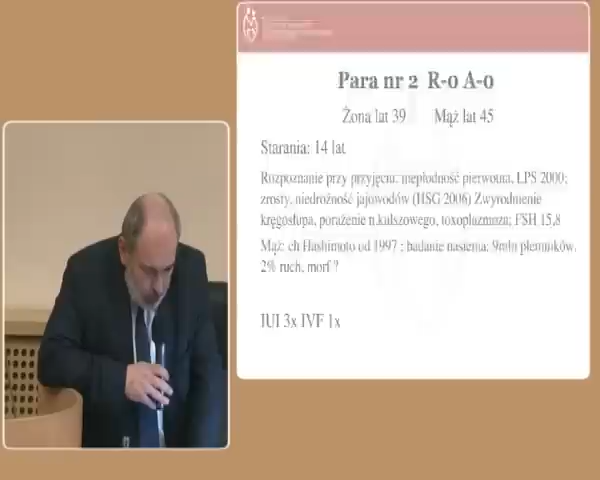 Para nr 2 R-0 A-0
Żona lat 39 Mąż lat 45
Starania: 14 lat
Rozpoznanie przy przyjęciu: niepłodność pierwotna, LPS 2000;
zrosty, niedrożność jajowodów (HSG 2006) Zwyrodnienie
kręgosłupa, porażenie n.kulszowego, toxoplazmoza; FSH 15,8
Mąż: ch Hashimoto od 1997 ; badanie nasienia: 9mln plemników,
2% ruch, morf ?
IUI 3x IVF 1x